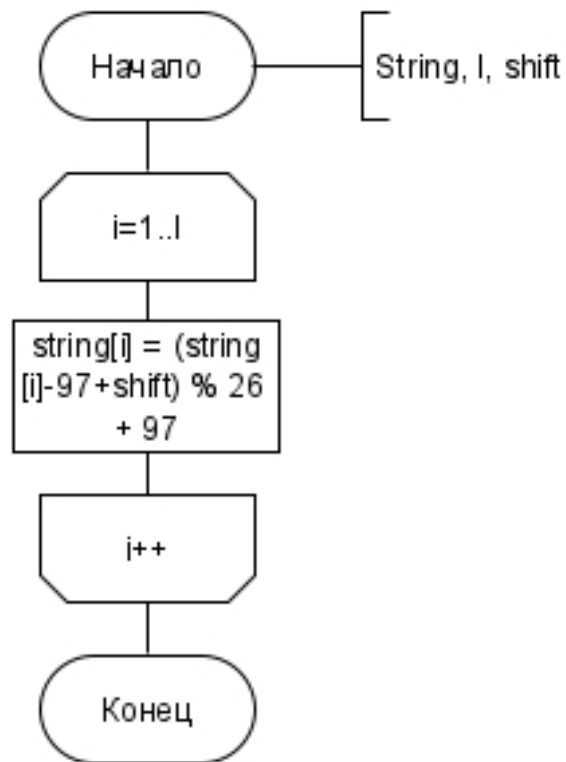 Начало
String, l, shift
i=1..l
string[i] = (string
[i]-97+shift) % 26
+ 97
i++
Конец